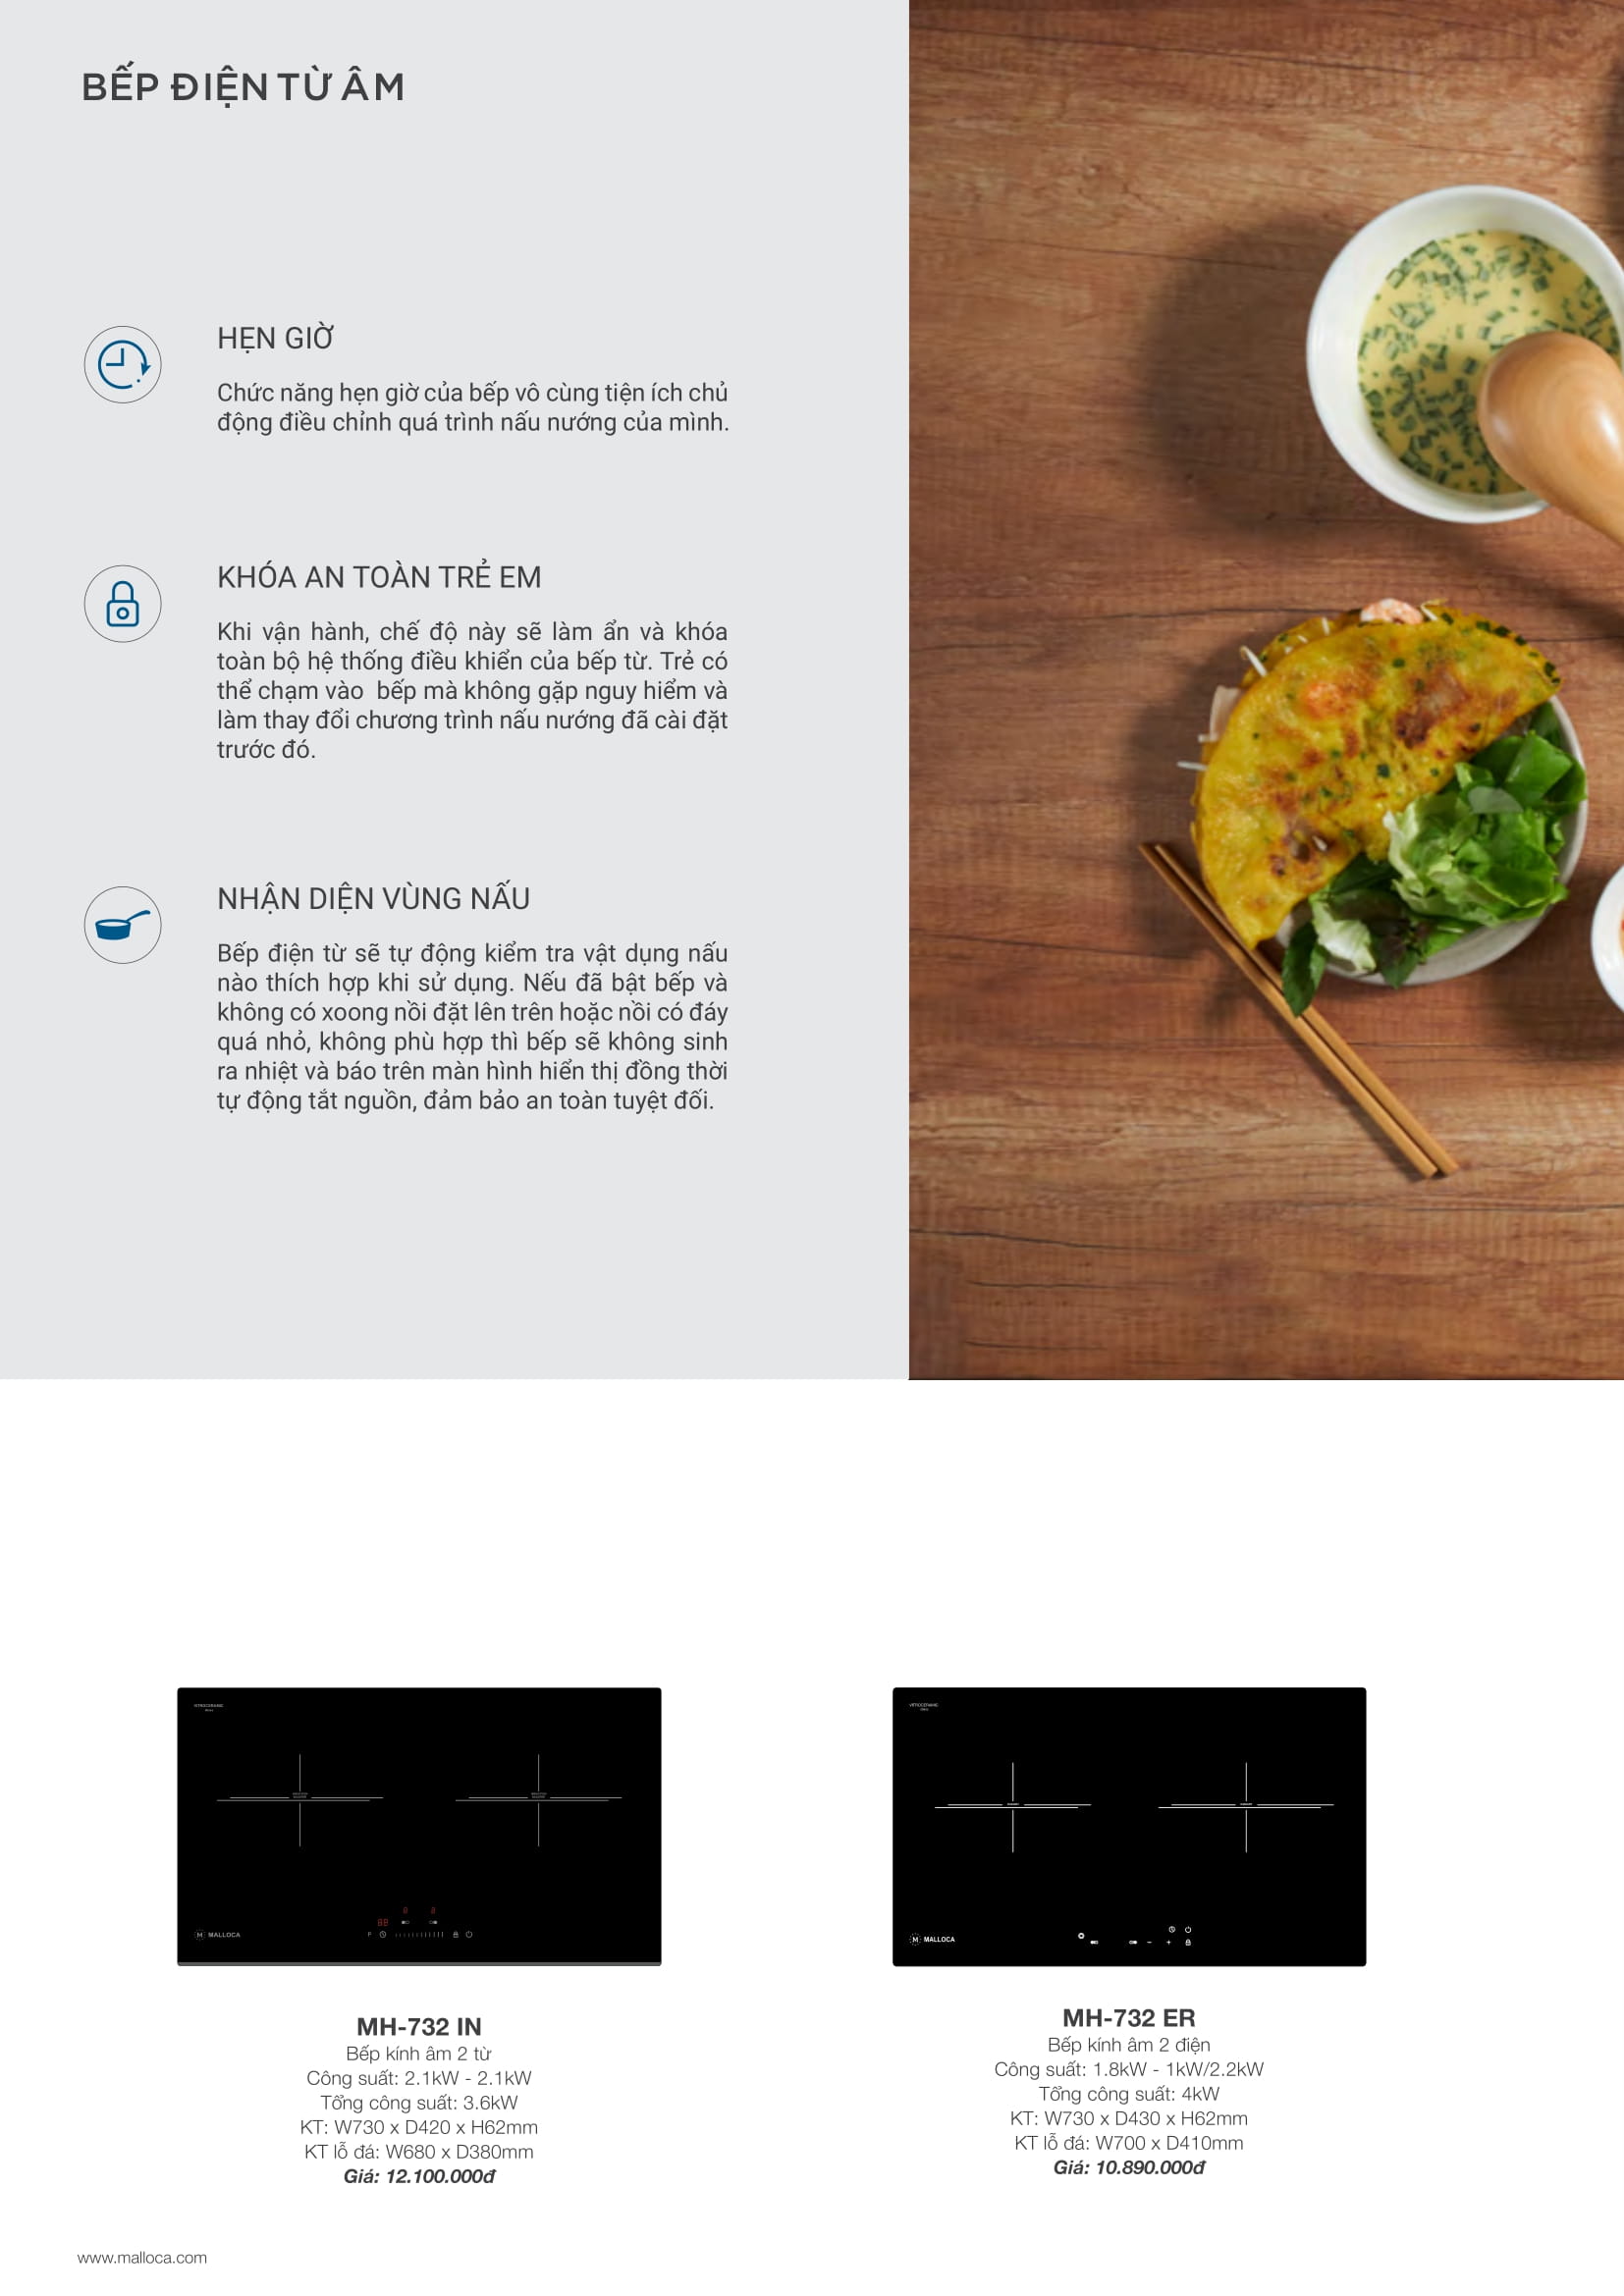 BẾP ĐIỆN TỪ ÂM
HẸN GIỜ
Chức năng hẹn giờ của bếp vô cùng tiện ích chủ
động điều chỉnh quá trình nấu nướng của mình.
KHÓA AN TOÀN TRẺ EM
Khi vận hành, chế độ này sẽ làm ẩn và khóa
toàn bộ hệ thống điều khiển của bếp từ. Trẻ có
thể chạm vào bếp mà không gặp nguy hiểm và
làm thay đổi chương trình nấu nướng đã cài đặt
trước đó.
NHẬN DIỆN VÙNG NẤU
Bếp điện từ sẽ tự động kiểm tra vật dụng nấu
nào thích hợp khi sử dụng. Nếu đã bật bếp và
không có xoong nồi đặt lên trên hoặc nồi có đáy
quá nhỏ, không phù hợp thì bếp sẽ không sinh
ra nhiệt và báo trên màn hình hiển thị đồng thời
tự động tắt nguồn, đảm bảo an toàn tuyệt đối.
M MALLOCA
MH-732 IN
Bếp kính âm 2 từ
Công suất: 2.1kW - 2.1kW
Tổng công suất: 3.6kW
KT: W730 x D420 x H62mm
KT lỗ đá: W680 x D380mm
Giá: 12.100.000đ
VITROCERAMIC
M MALLOCA
MH-732 ER
Bếp kính âm 2 điện
Công suất: 1.8kW - 1kW/2.2kW
Tổng công suất: 4kW
KT: W730 x D430 x H62mm
KT lỗ đá: W700 x D410mm
Giá: 10.890.000đ
www.malloca.com